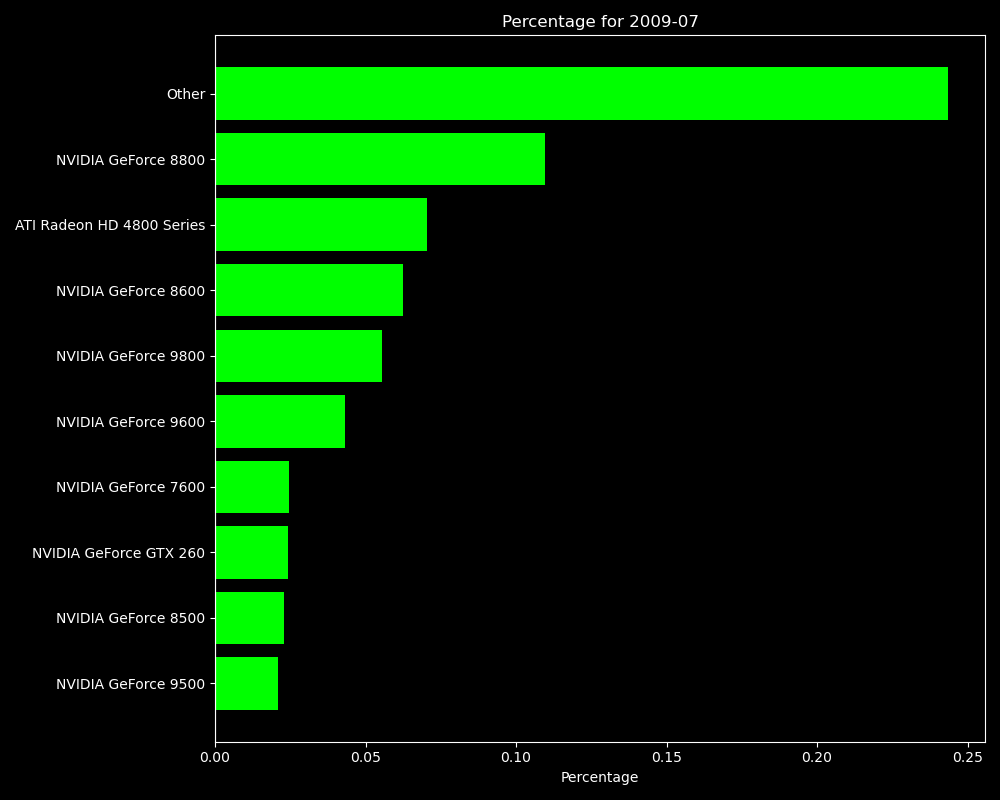 Percentage for 2009-07
Other
NVIDIA GeForce 8800
ATI Radeon HD 4800 Series
NVIDIA GeForce 8600
NVIDIA GeForce 9800
NVIDIA GeForce 9600
NVIDIA GeForce 7600
NVIDIA GeForce GTX 260
NVIDIA GeForce 8500
NVIDIA GeForce 9500
0.00 0.05 0.10 0.15 0.20 0.25
Percentage